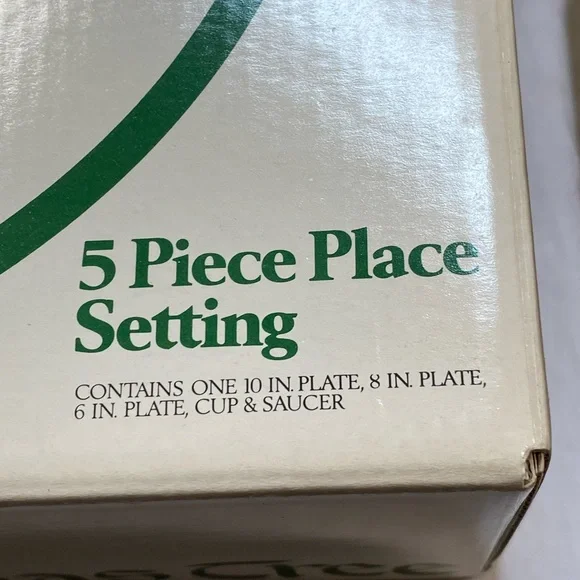 5 Piece Place
Setting
CONTAINS ONE 10 IN. PLATE, 8 IN. PLATE,
6 IN. PLATE, CUP & SAUCER